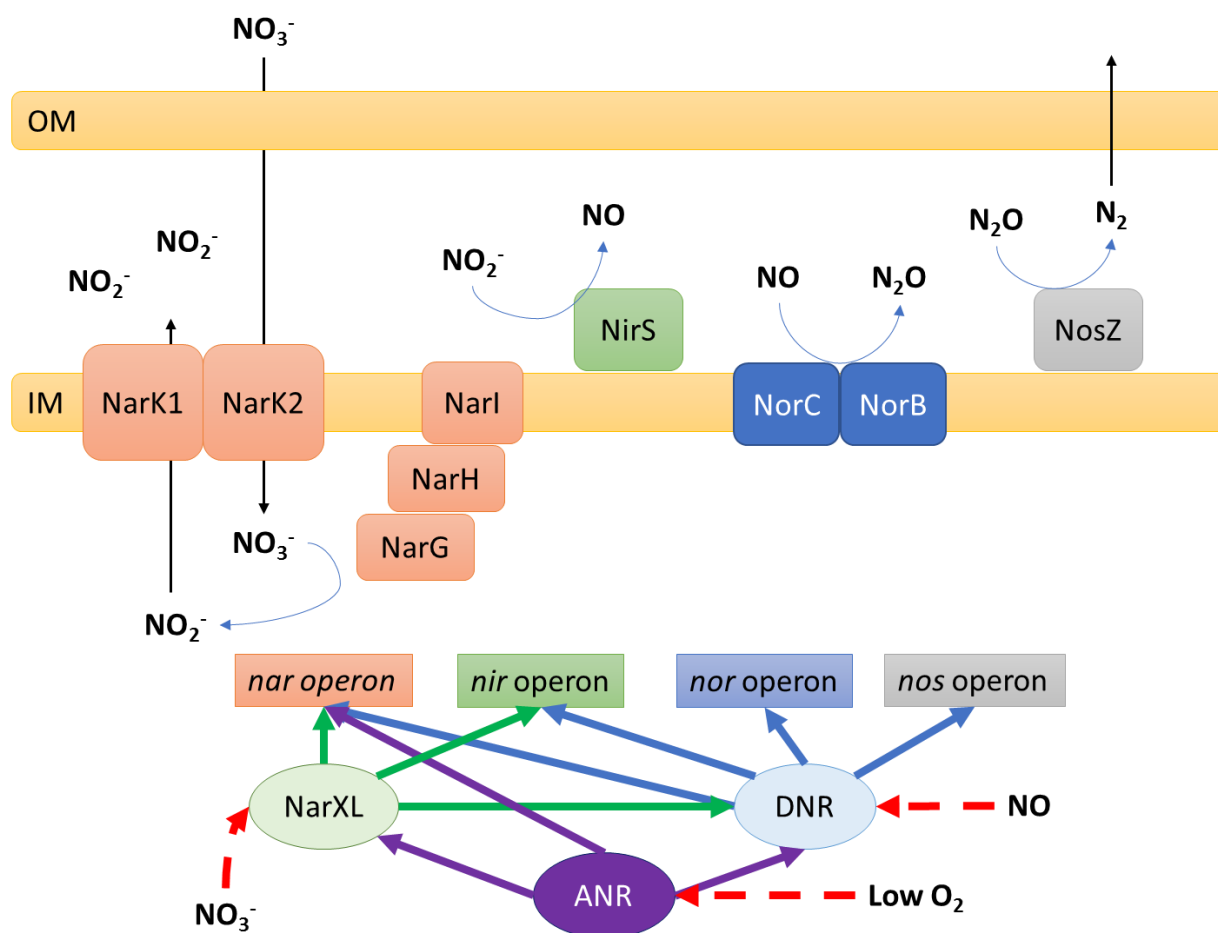 NO₃⁻
OM
NO₂⁻
NO₂⁻
NO₂⁻
NO
NO
N₂O
N₂O
N₂
NirS
NosZ
IM
NarK1
NarK2
NarI
NorC
NorB
NarH
NarG
NO₃⁻
NO₂⁻
nar operon
nir operon
nor operon
nos operon
NarXL
DNR
NO
ANR
Low O₂
NO₃⁻